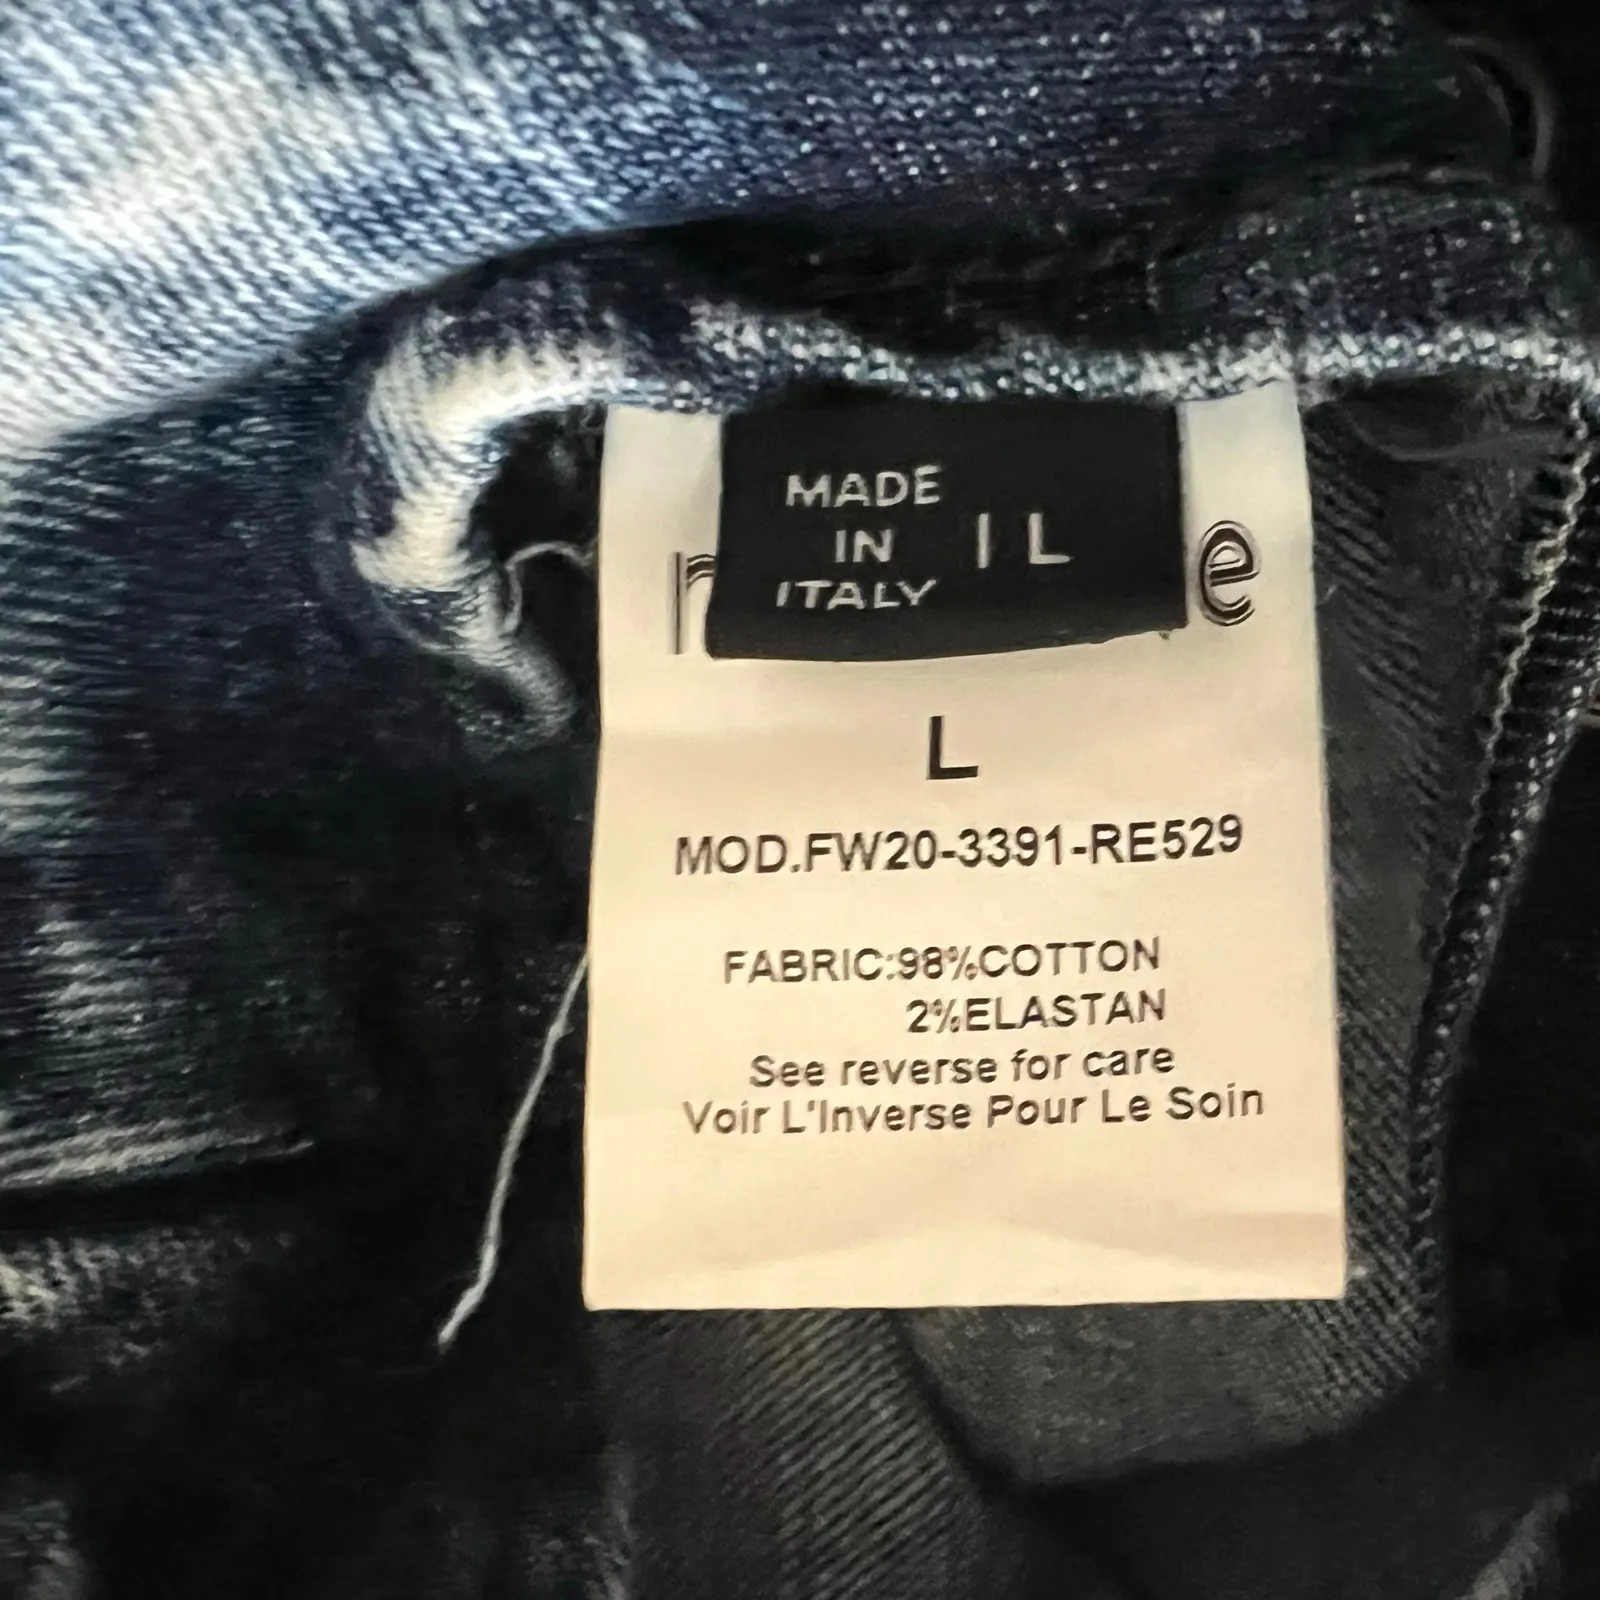 MADE
IN
ITALY
I L
L
MOD.FW20-3391-RE529
FABRIC:98%COTTON
2%ELASTAN
See reverse for care
Voir L'Inverse Pour Le Soin